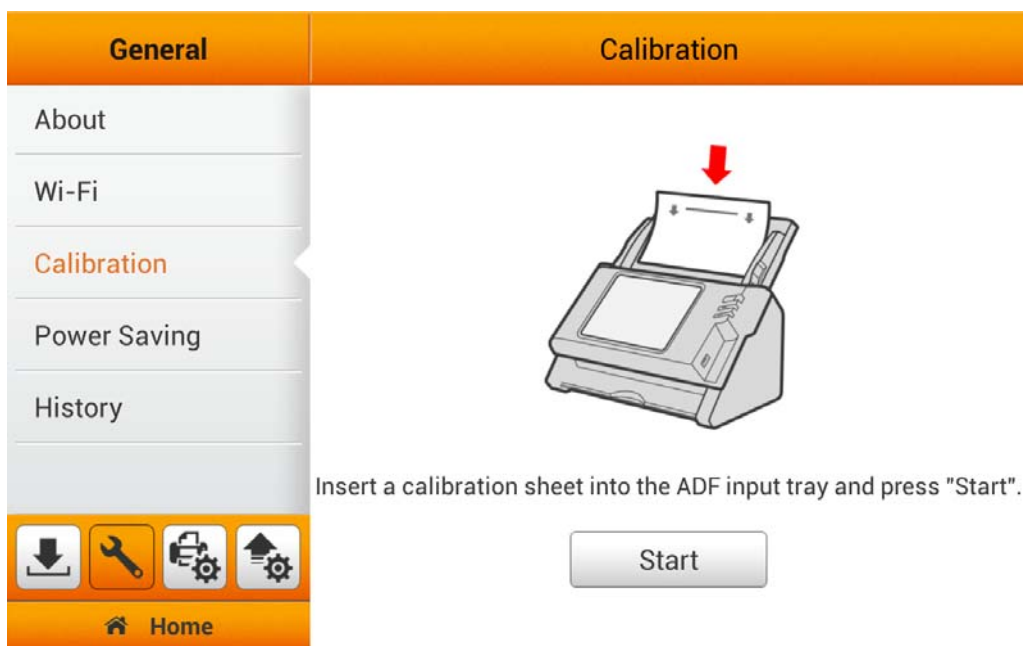 General
Calibration
About
Wi-Fi
Calibration
Power Saving
History
Insert a calibration sheet into the ADF input tray and press "Start".
Start
Home